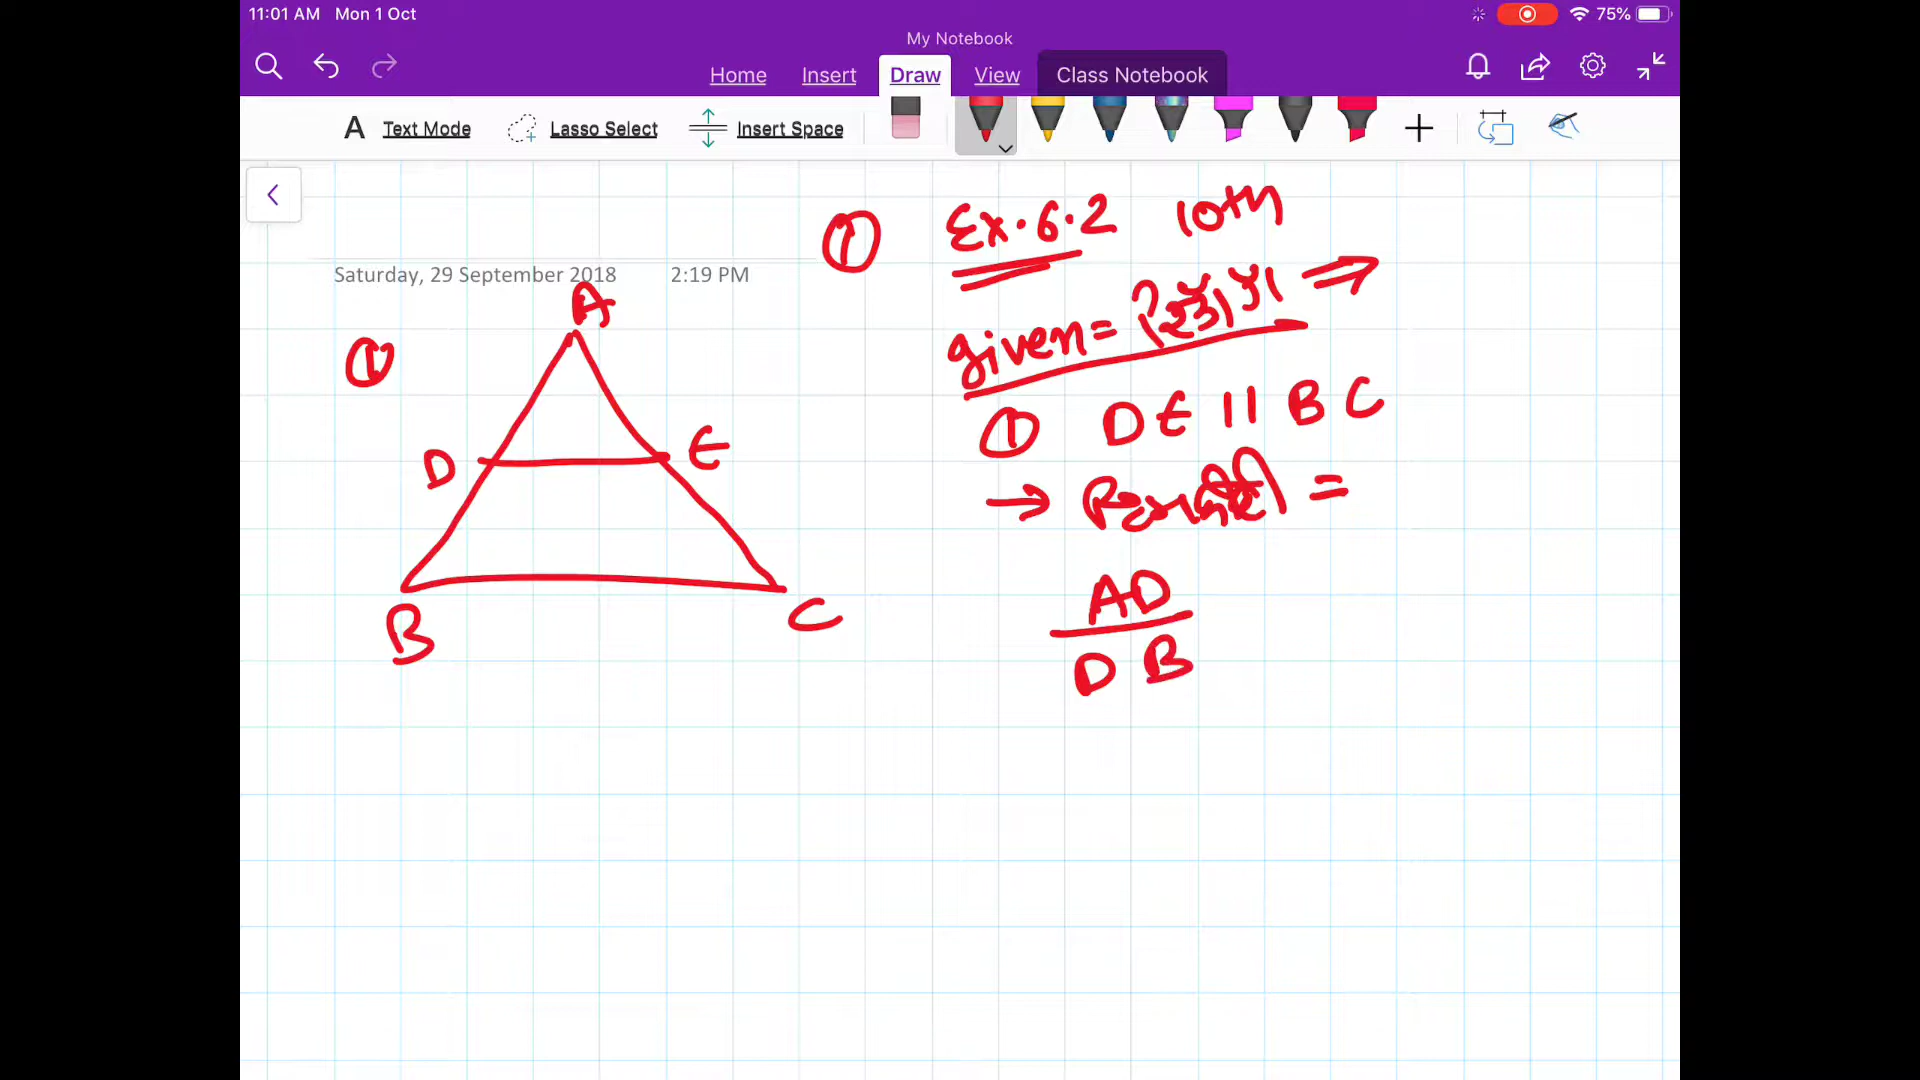 11:01 AM Mon 1 Oct
75%
My Notebook
Home Insert Draw View Class Notebook
A Text Mode Lasso Select Insert Space
Saturday, 29 September 2018 2:19 PM
① Ex. 6.2 10th
given = ⇒
① DE || BC
→ =
AD
DB
①
A
D E
B C